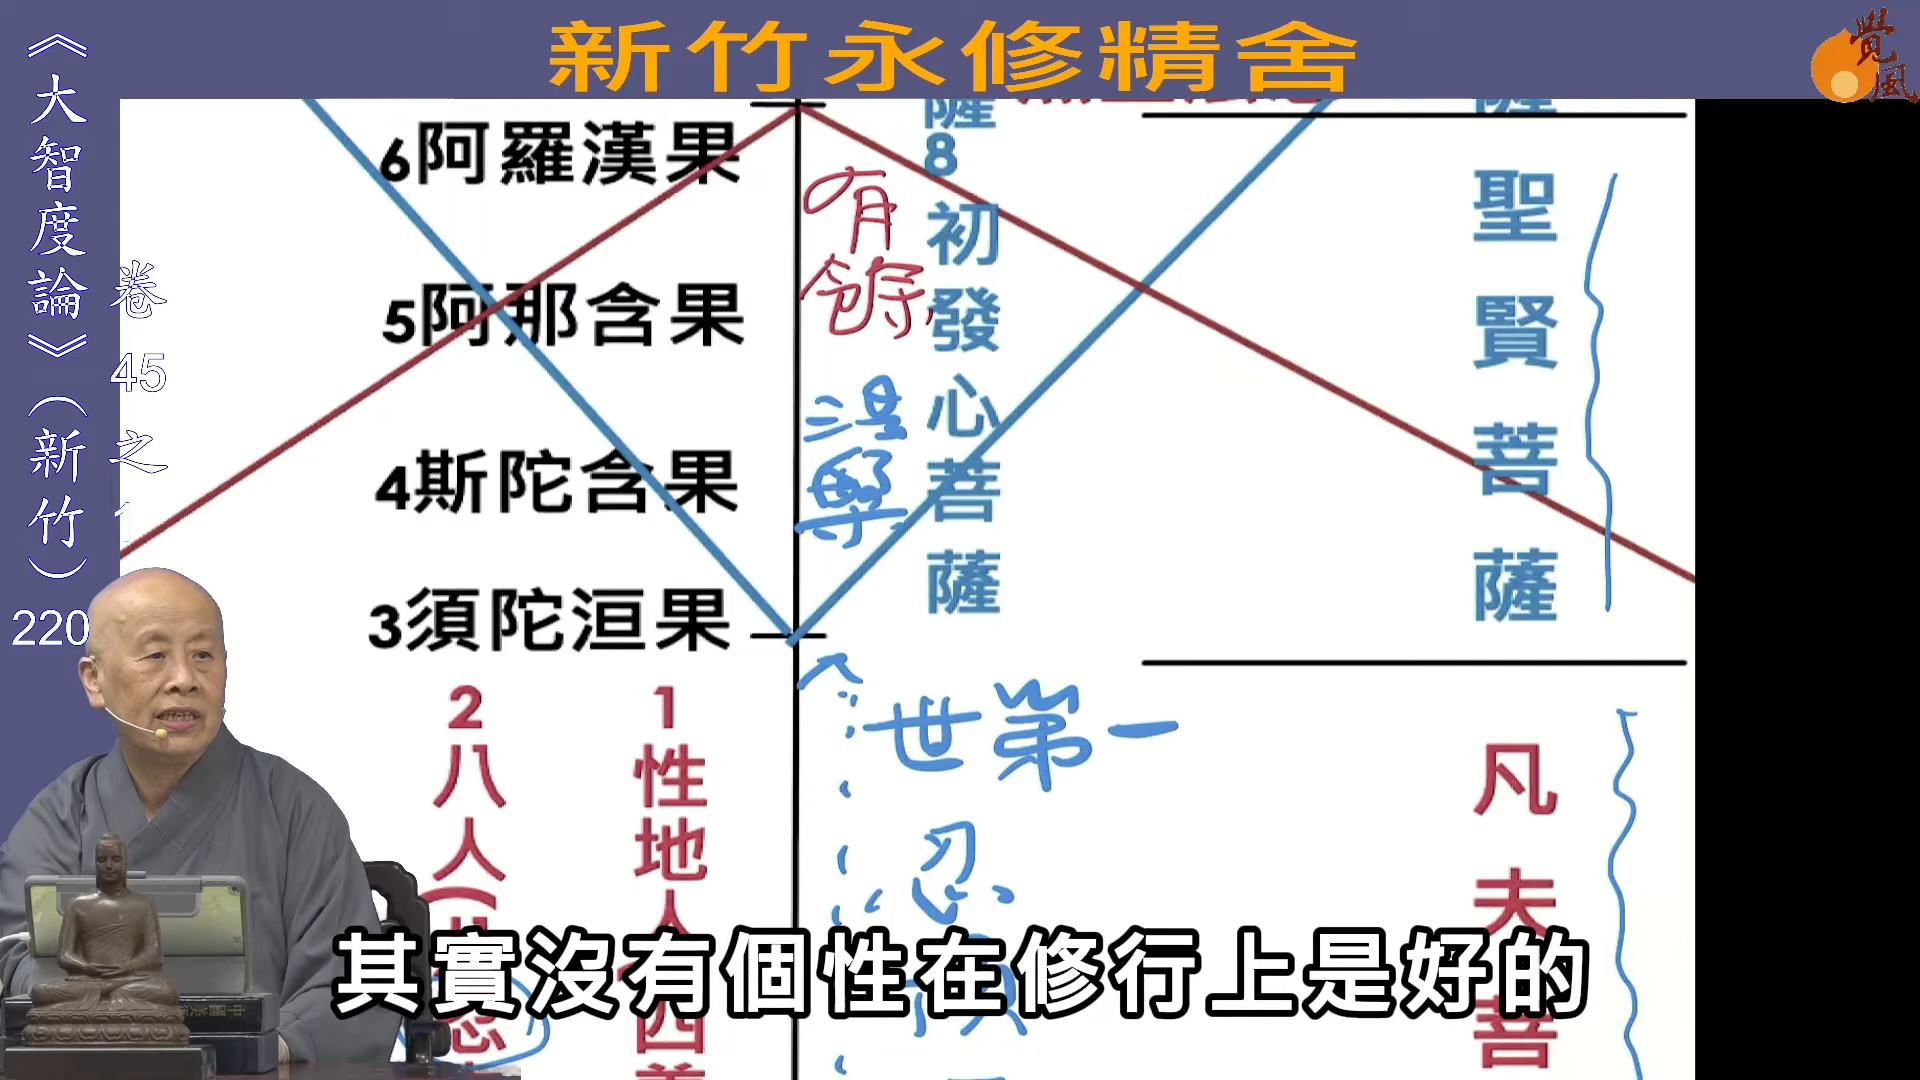 新竹永修精舍
覺風
《大智度論》（新竹）220
卷45之1
6阿羅漢果
5阿那含果
4斯陀含果
3須陀洹果
2八人
1性地人
薩
8初發心菩薩
有餘
涅槃
世第一
忍
聖賢菩薩
凡夫菩
其實沒有個性在修行上是好的